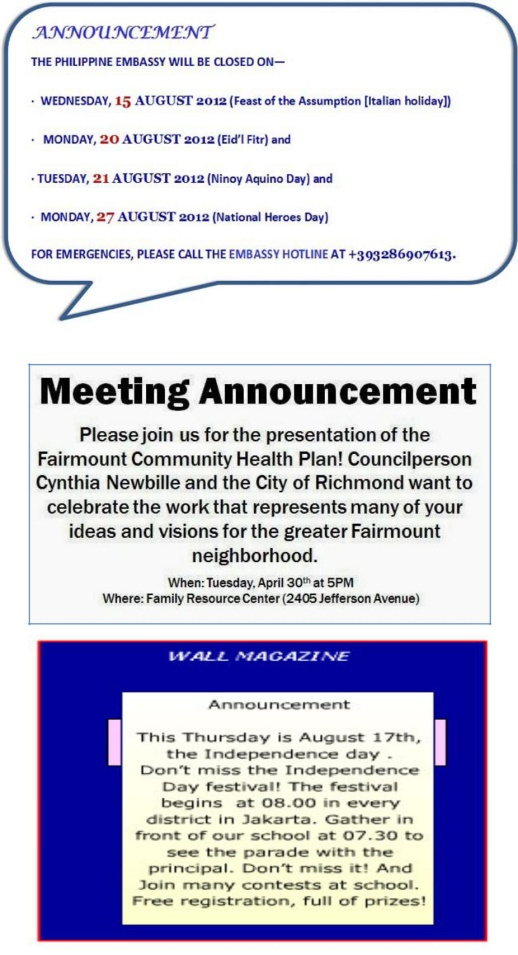 ANNOUNCEMENT
THE PHILIPPINE EMBASSY WILL BE CLOSED ON—
· WEDNESDAY, 15 AUGUST 2012 (Feast of the Assumption [Italian holiday])
· MONDAY, 20 AUGUST 2012 (Eid’l Fitr) and
· TUESDAY, 21 AUGUST 2012 (Ninoy Aquino Day) and
· MONDAY, 27 AUGUST 2012 (National Heroes Day)
FOR EMERGENCIES, PLEASE CALL THE EMBASSY HOTLINE AT +393286907613.
Meeting Announcement
Please join us for the presentation of the
Fairmount Community Health Plan! Councilperson
Cynthia Newbille and the City of Richmond want to
celebrate the work that represents many of your
ideas and visions for the greater Fairmount
neighborhood.
When: Tuesday, April 30th at 5PM
Where: Family Resource Center (2405 Jefferson Avenue)
WALL MAGAZINE
Announcement
This Thursday is August 17th,
the Independence day .
Don’t miss the Independence
Day festival! The festival
begins at 08.00 in every
district in Jakarta. Gather in
front of our school at 07.30 to
see the parade with the
principal. Don’t miss it! And
Join many contests at school.
Free registration, full of prizes!